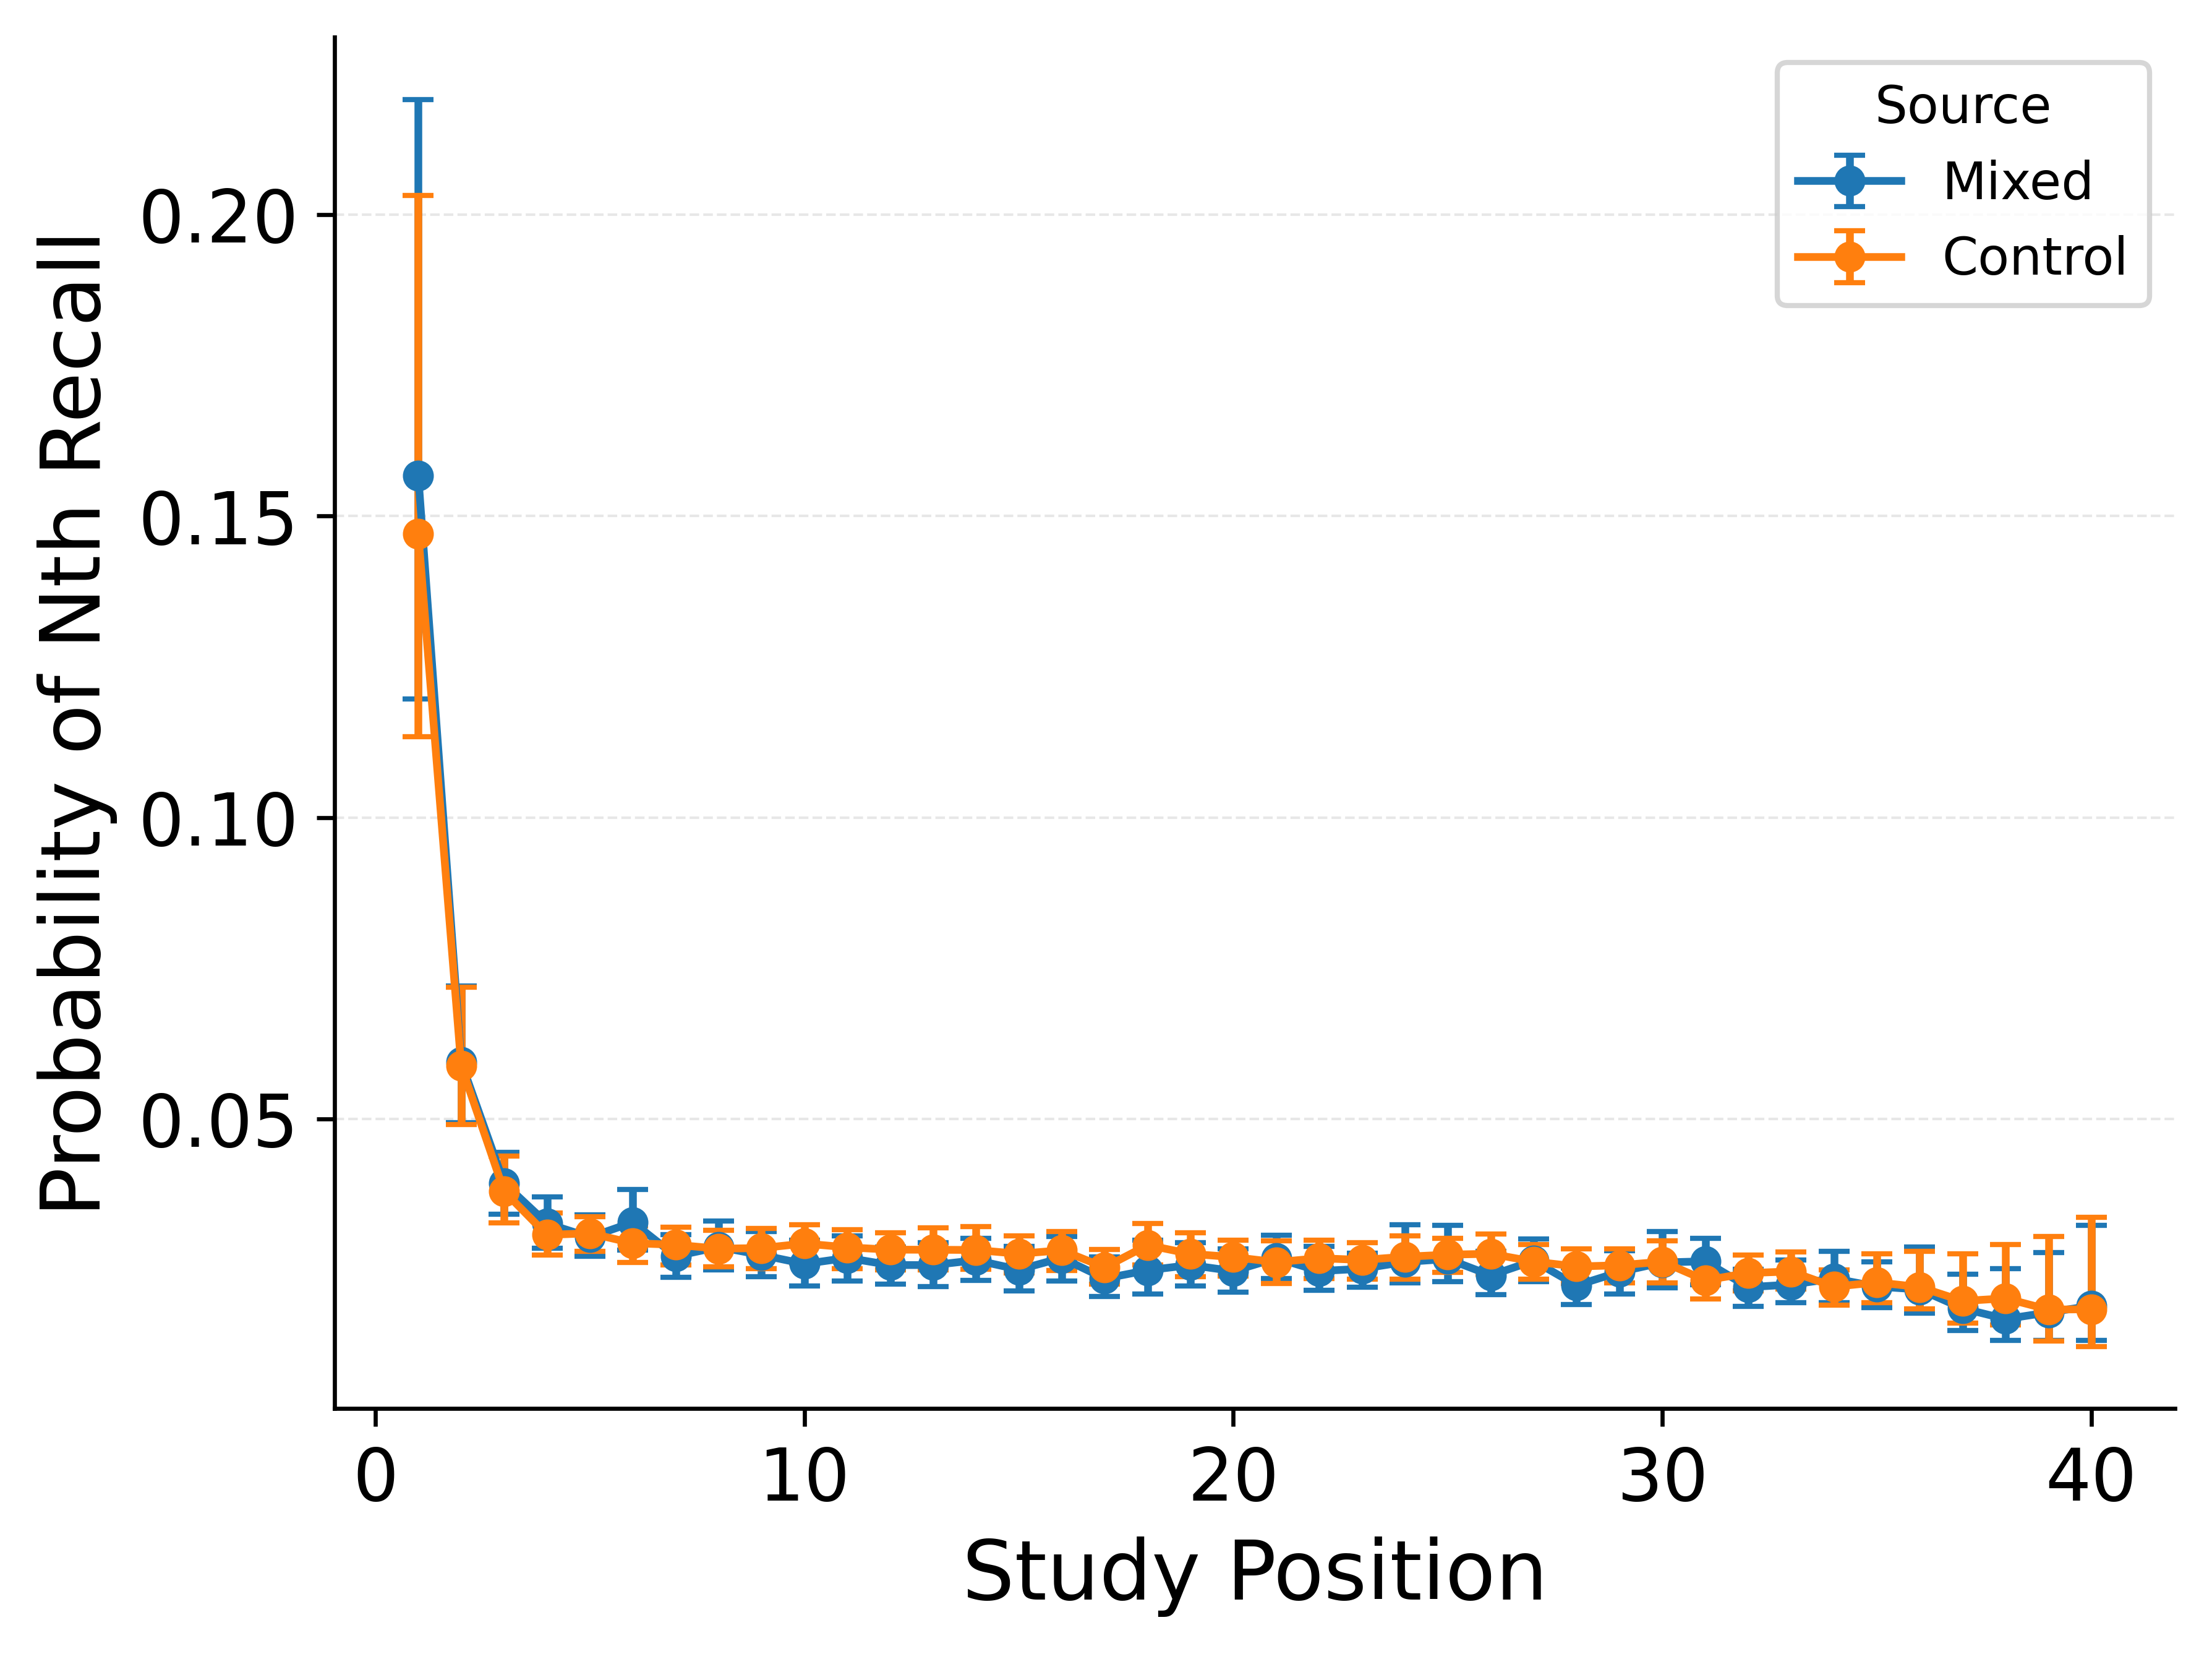 Probability of Nth Recall
0.20
0.15
0.10
0.05
0
10
20
30
40
Study Position
Source
Mixed
Control